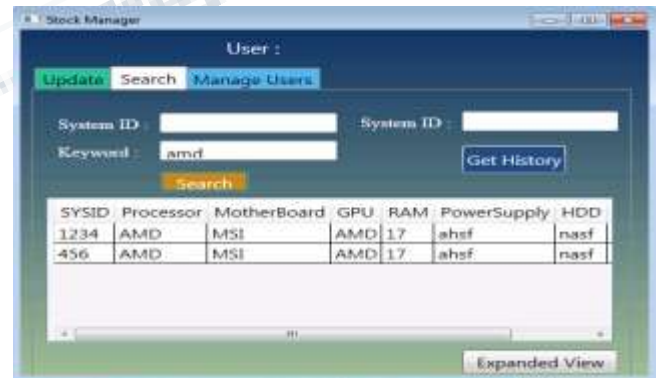 Stock Manager
User :
Update Search Manage Users
System ID : System ID :
Keyword : amd
Get History
Search
SYSID Processor MotherBoard GPU RAM PowerSupply HDD
1234 AMD MSI AMD 17 ahsf nasf
456 AMD MSI AMD 17 ahsf nasf
Expanded View